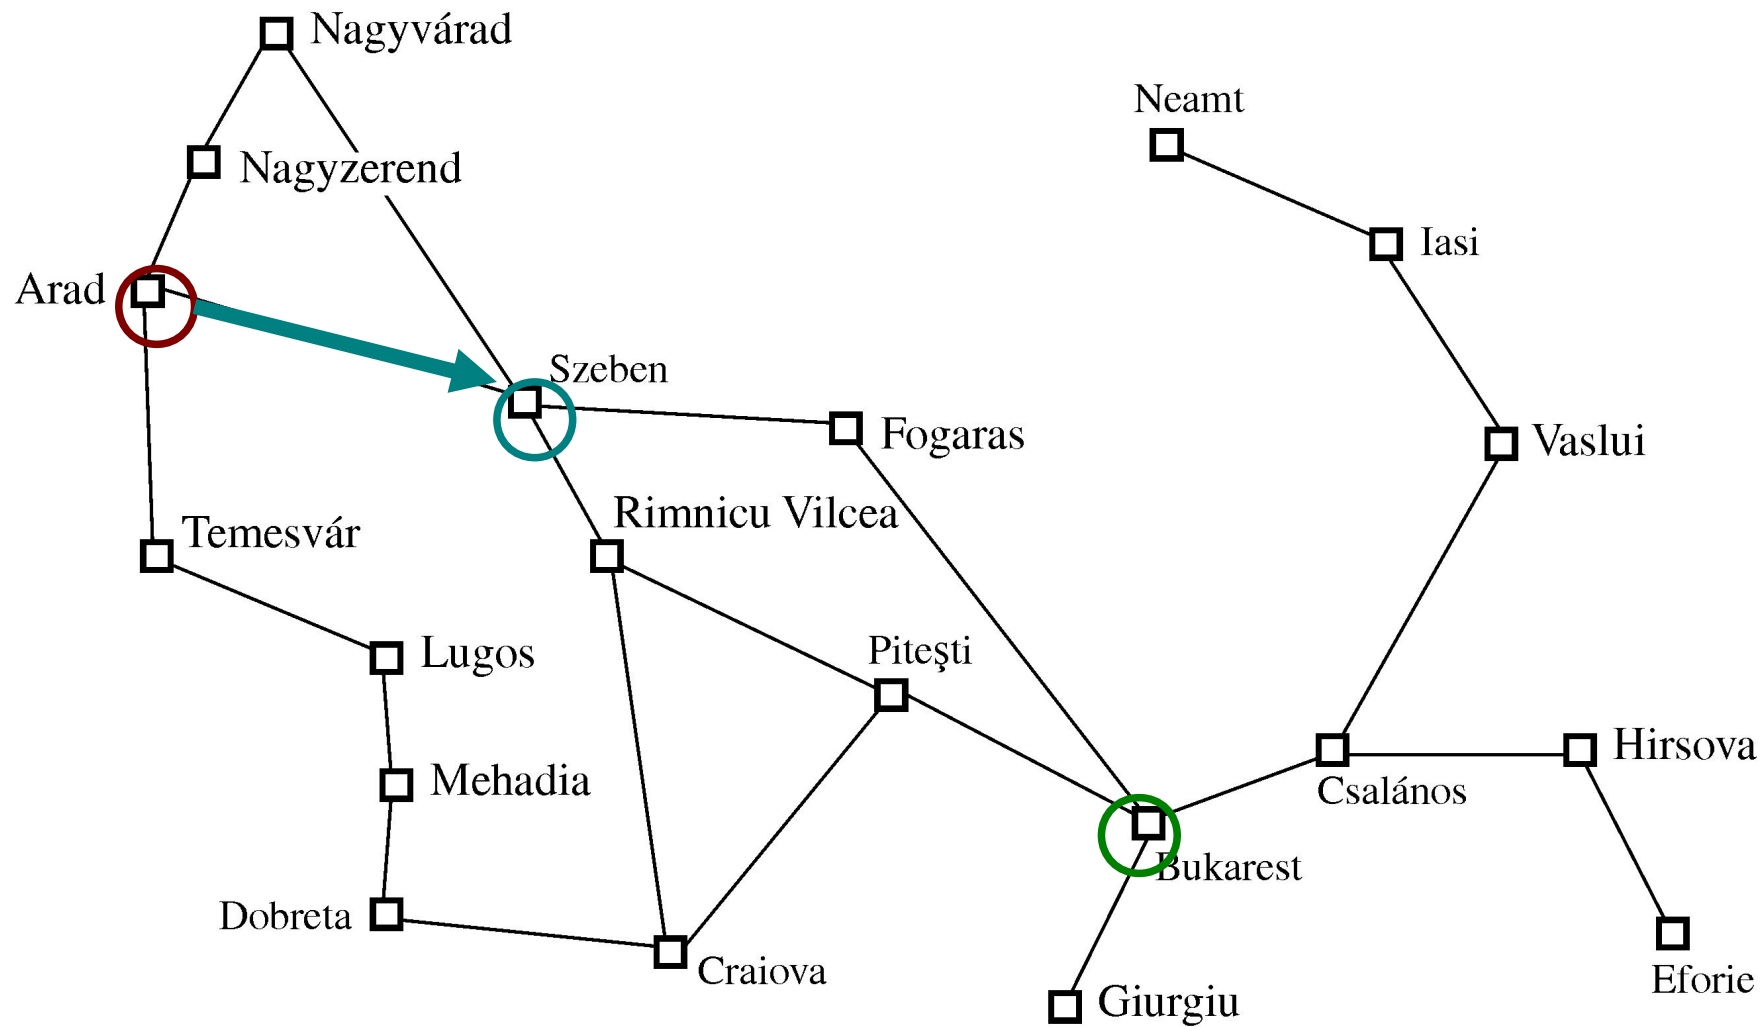 Nagyvárad
Neamt
Nagyzerend
Iasi
Arad
Szeben
Fogaras
Vaslui
Rimnicu Vilcea
Temesvár
Lugos
Piteşti
Hirsova
Mehadia
Csalános
Bukarest
Dobreta
Craiova
Eforie
Giurgiu